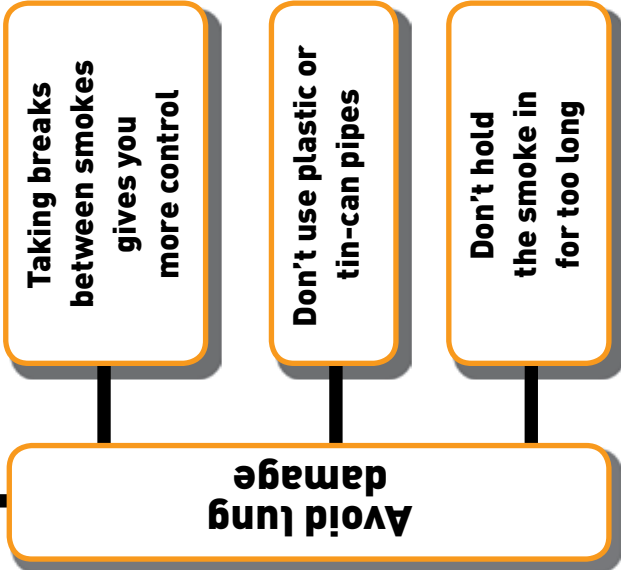 Avoid lung
damage
Taking breaks
between smokes
gives you
more control
Don't use plastic or
tin-can pipes
Don't hold
the smoke in
for too long